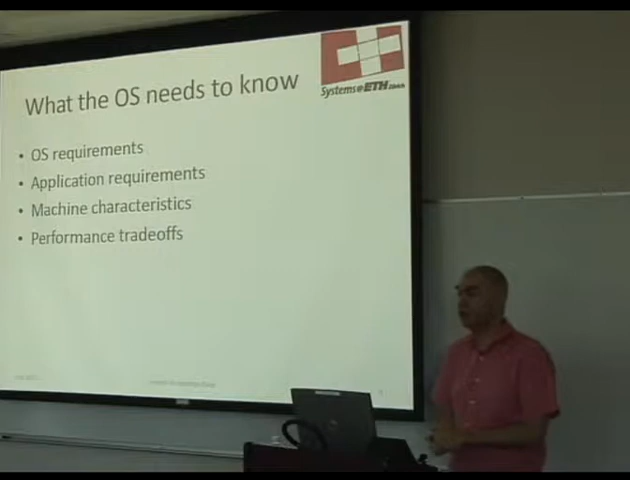 What the OS needs to know
Systems@ETH Zürich
• OS requirements
• Application requirements
• Machine characteristics
• Performance tradeoffs